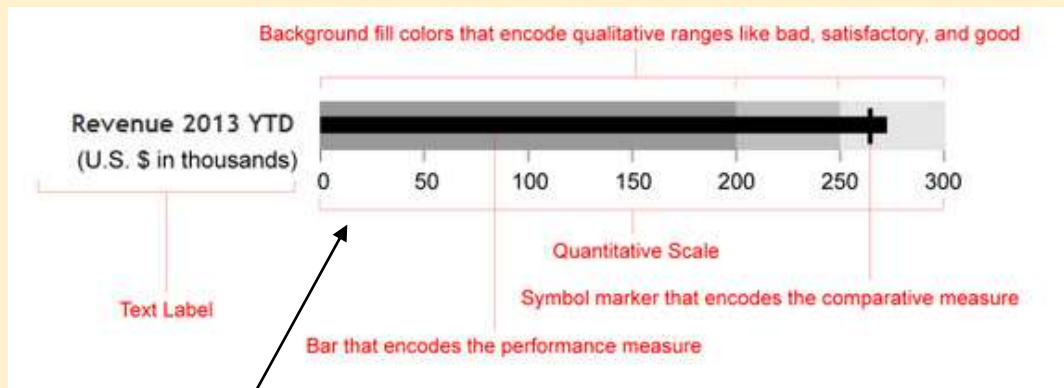 Background fill colors that encode qualitative ranges like bad, satisfactory, and good
Revenue 2013 YTD
(U.S. $ in thousands)
0 50 100 150 200 250 300
Quantitative Scale
Text Label
Symbol marker that encodes the comparative measure
Bar that encodes the performance measure